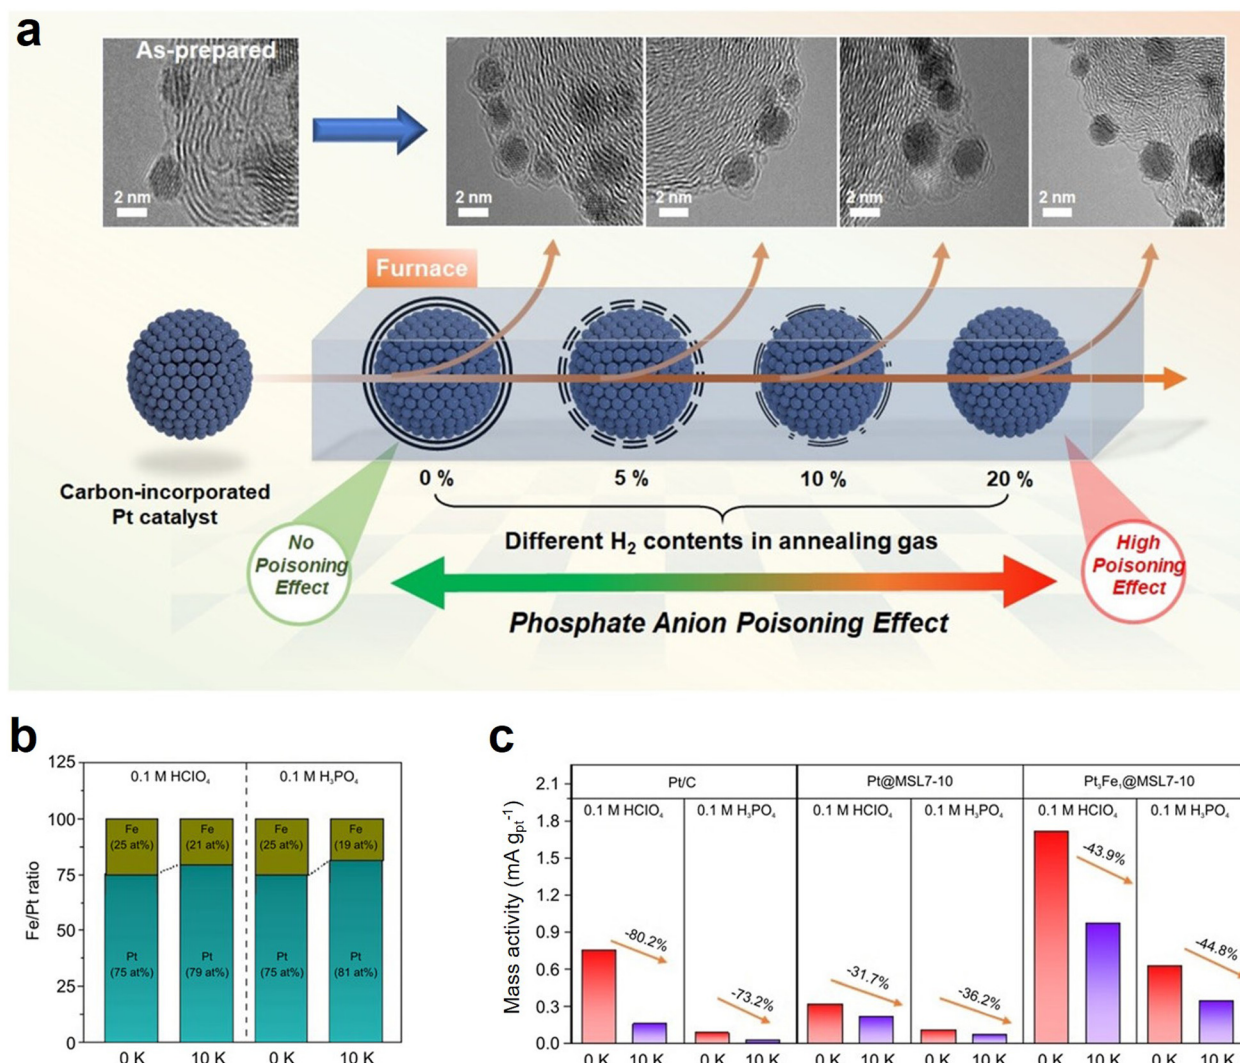 a
As-prepared
2 nm
2 nm
2 nm
2 nm
2 nm
Furnace
Carbon-incorporated
Pt catalyst
0 %
5 %
10 %
20 %
No
Poisoning
Effect
Different H₂ contents in annealing gas
High
Poisoning
Effect
Phosphate Anion Poisoning Effect
b
Fe/Pt ratio
125
100
75
50
25
0
0.1 M HClO₄
0.1 M H₃PO₄
Fe
(25 at%)
Fe
(21 at%)
Fe
(25 at%)
Fe
(19 at%)
Pt
(75 at%)
Pt
(79 at%)
Pt
(75 at%)
Pt
(81 at%)
0 K
10 K
0 K
10 K
c
Mass activity (mA gₚₜ⁻¹)
2.1
1.8
1.5
1.2
0.9
0.6
0.3
0.0
Pt/C
Pt@MSL7-10
Pt₃Fe₁@MSL7-10
0.1 M HClO₄
0.1 M H₃PO₄
0.1 M HClO₄
0.1 M H₃PO₄
0.1 M HClO₄
0.1 M H₃PO₄
-80.2%
-73.2%
-31.7%
-36.2%
-43.9%
-44.8%
0 K
10 K
0 K
10 K
0 K
10 K
0 K
10 K
0 K
10 K
0 K
10 K